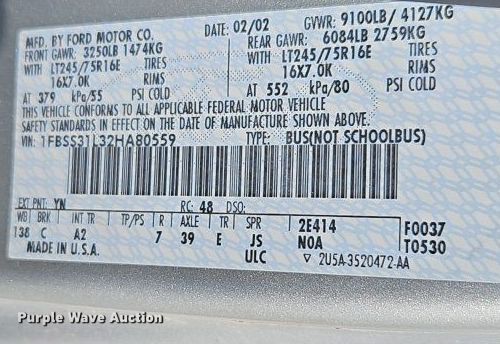 MFD. BY FORD MOTOR CO.
DATE: 02/02 GVWR: 9100LB/ 4127KG
FRONT GAWR: 3250LB 1474KG
REAR GAWR: 6084LB 2759KG
WITH LT245/75R16E TIRES
WITH LT245/75R16E TIRES
16X7.0K RIMS
16X7.0K RIMS
AT 379 kPa/55 PSI COLD
AT 552 kPa/80 PSI COLD
THIS VEHICLE CONFORMS TO ALL APPLICABLE FEDERAL MOTOR VEHICLE
SAFETY STANDARDS IN EFFECT ON THE DATE OF MANUFACTURE SHOWN ABOVE.
VIN: 1FBSS31L32HA80559
TYPE: BUS(NOT SCHOOLBUS)
EXT PNT: YN RC: 48 DSO:
WB BRK INT TR TP/PS R AXLE TR SPR 2E414 F0037
138 C A2 7 39 E JS N0A T0530
MADE IN U.S.A. ULC ▽ 2U5A-3520472-AA
Purple Wave Auction